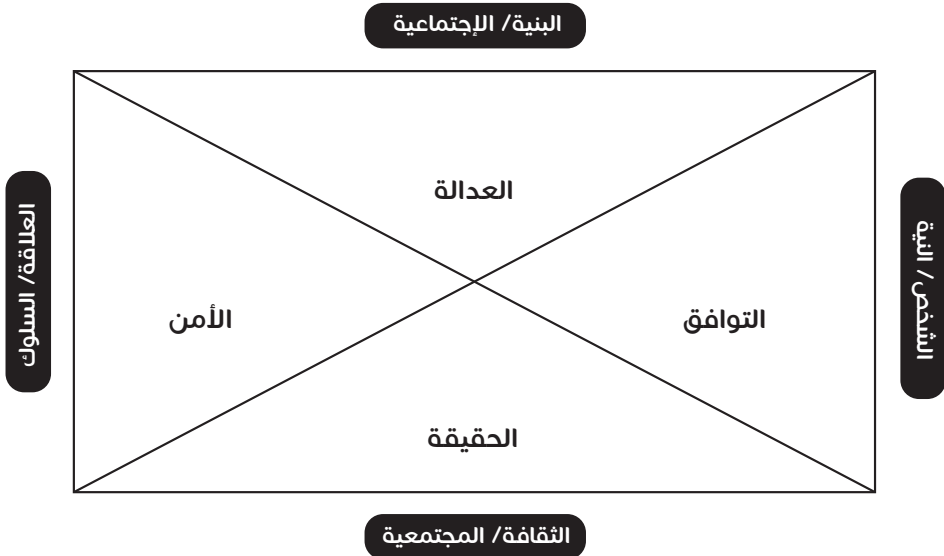 البنية/ الإجتماعية
العدالة
الشخص / النية
التوافق
الأمن
العلاقة/ السلوك
الحقيقة
الثقافة/ المجتمعية